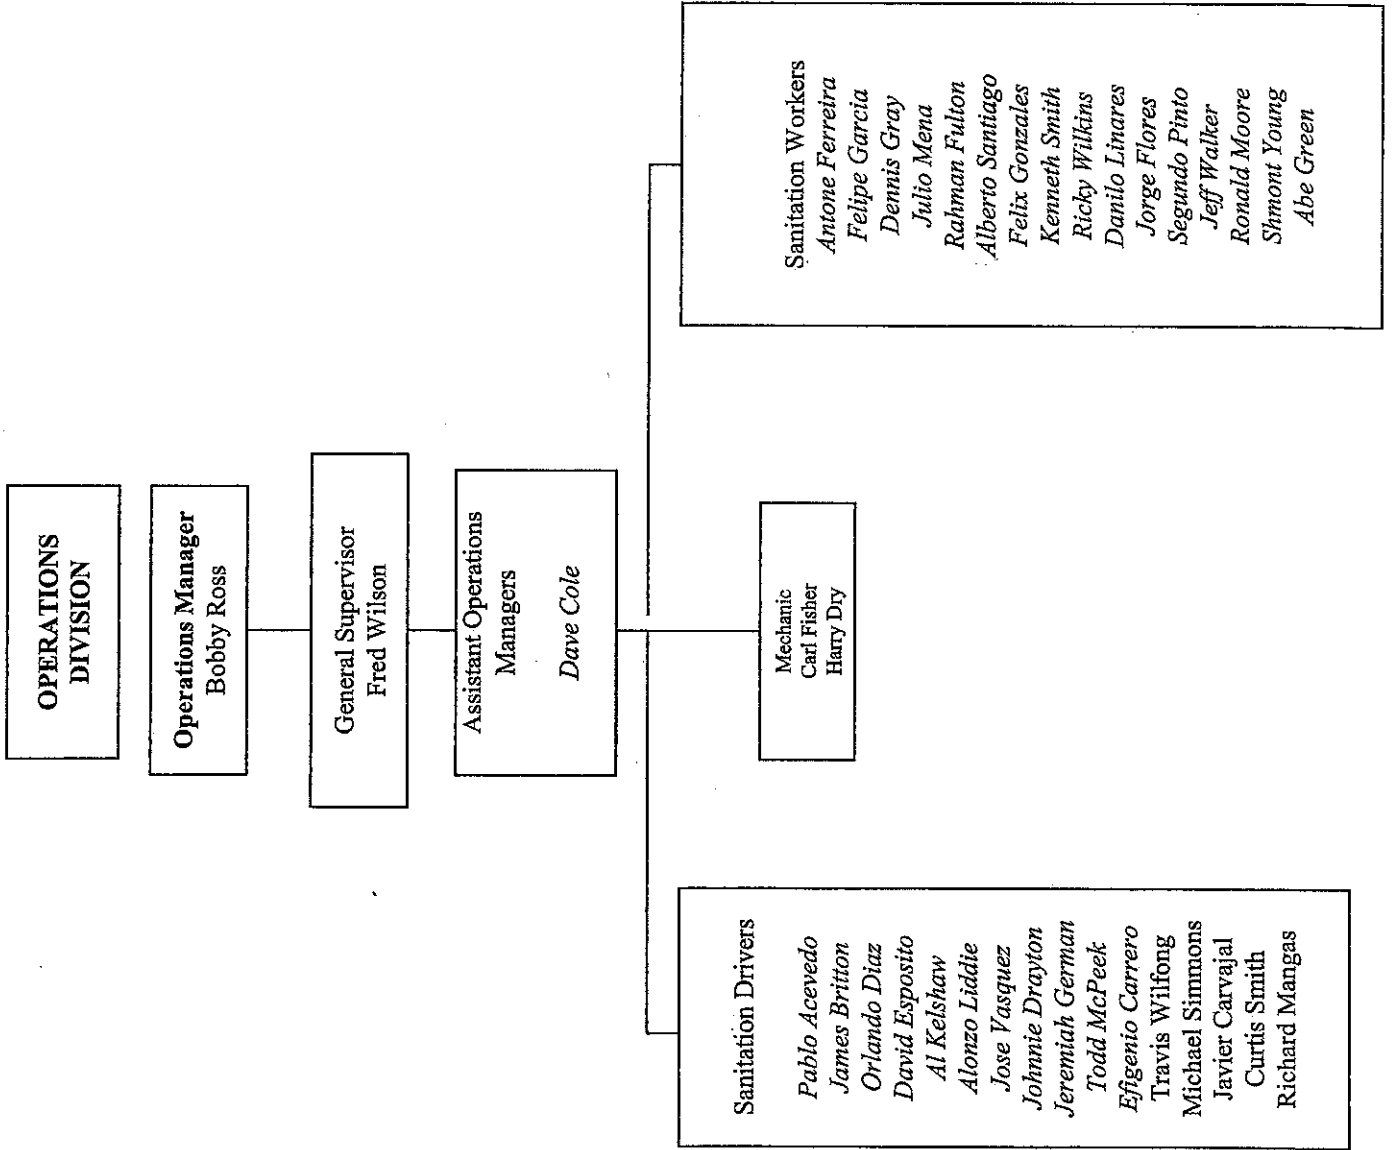 OPERATIONS
DIVISION
Operations Manager
Bobby Ross
General Supervisor
Fred Wilson
Assistant Operations
Managers
Dave Cole
Sanitation Drivers
Pablo Acevedo
James Britton
Orlando Diaz
David Esposito
Al Kelshaw
Alonzo Liddie
Jose Vasquez
Johnnie Drayton
Jeremiah German
Todd McPeek
Efigenio Carrero
Travis Wilfong
Michael Simmons
Javier Carvajal
Curtis Smith
Richard Mangas
Mechanic
Carl Fisher
Harry Dry
Sanitation Workers
Antone Ferreira
Felipe Garcia
Dennis Gray
Julio Mena
Rahman Fulton
Alberto Santiago
Felix Gonzales
Kenneth Smith
Ricky Wilkins
Danilo Linares
Jorge Flores
Segundo Pinto
Jeff Walker
Ronald Moore
Shmont Young
Abe Green